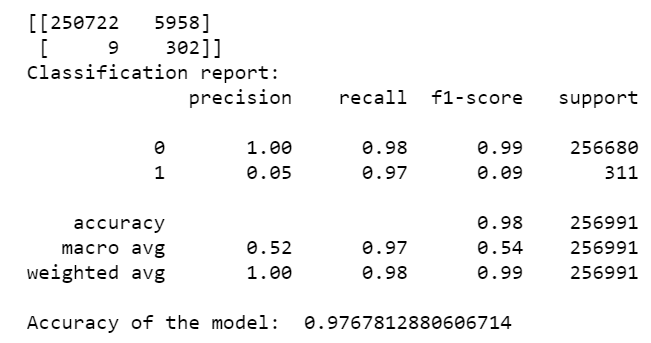 [[250722   5958]
 [     9    302]]
Classification report:
              precision    recall  f1-score   support

           0       1.00      0.98      0.99    256680
           1       0.05      0.97      0.09       311

    accuracy                           0.98    256991
   macro avg       0.52      0.97      0.54    256991
weighted avg       1.00      0.98      0.99    256991

Accuracy of the model:  0.9767812880606714